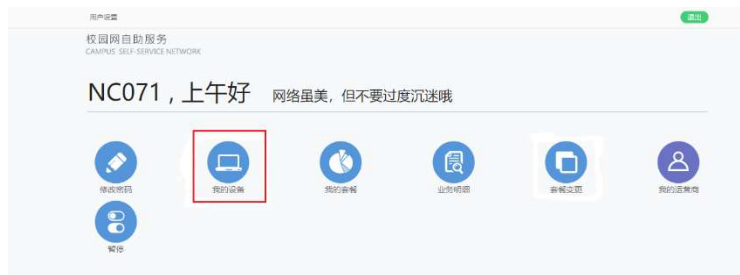 用户设置 退出
校园网自助服务
CAMPUS SELF-SERVICE NETWORK
NC071，上午好 网络虽美，但不要过度沉迷哦
修改密码 我的设备 我的套餐 业务明细 套餐变更 我的运营商
暂停